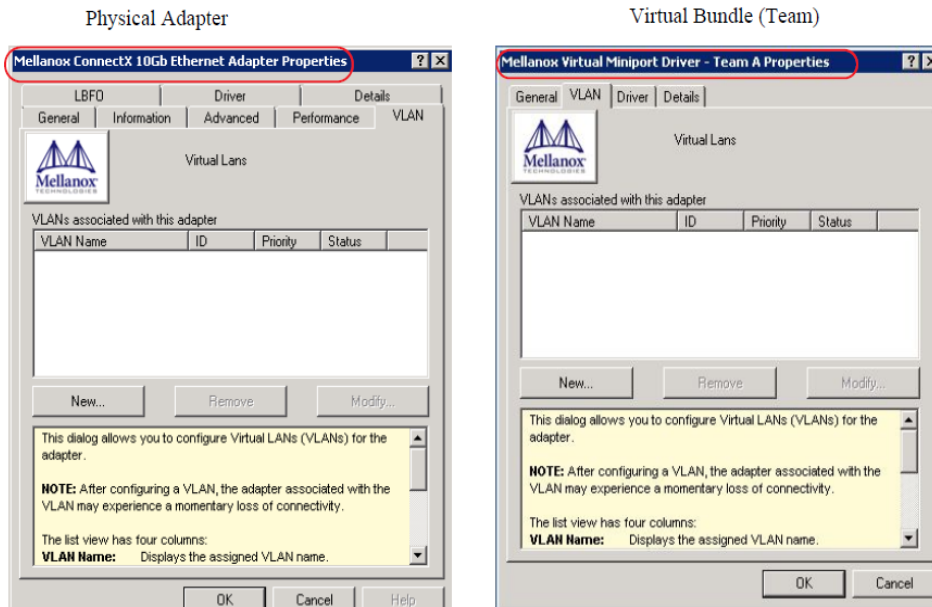 Physical Adapter
Mellanox ConnectX 10Gb Ethernet Adapter Properties
LBFO Driver Details
General Information Advanced Performance VLAN
Mellanox
TECHNOLOGIES
Virtual Lans
VLANs associated with this adapter
VLAN Name ID Priority Status
New... Remove Modify...
This dialog allows you to configure Virtual LANs (VLANs) for the
adapter.
NOTE: After configuring a VLAN, the adapter associated with the
VLAN may experience a momentary loss of connectivity.
The list view has four columns:
VLAN Name: Displays the assigned VLAN name.
OK Cancel Help
Virtual Bundle (Team)
Mellanox Virtual Miniport Driver - Team A Properties
General VLAN Driver Details
Mellanox
TECHNOLOGIES
Virtual Lans
VLANs associated with this adapter
VLAN Name ID Priority Status
New... Remove Modify...
This dialog allows you to configure Virtual LANs (VLANs) for the
adapter.
NOTE: After configuring a VLAN, the adapter associated with the
VLAN may experience a momentary loss of connectivity.
The list view has four columns:
VLAN Name: Displays the assigned VLAN name.
OK Cancel